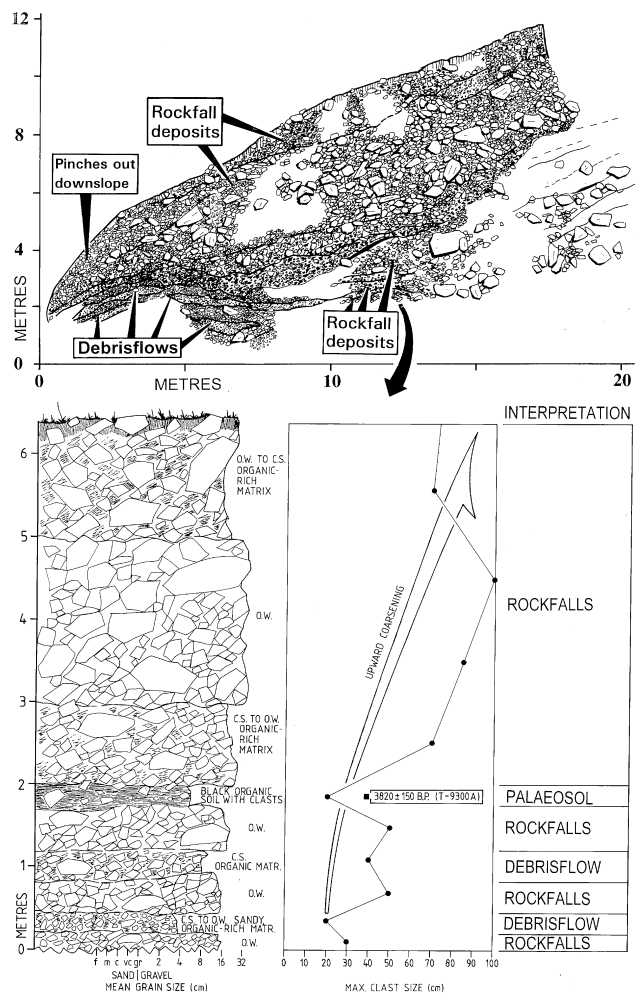 12
8
4
0
METRES
Rockfall
deposits
Pinches out
downslope
Debrisflows
Rockfall
deposits
0
10
20
METRES
INTERPRETATION
6
5
4
3
2
1
0
METRES
O.W. TO C.S.
ORGANIC-
RICH
MATRIX
O.W.
C.S. TO O.W.
ORGANIC-
RICH
MATRIX
BLACK ORGANIC
SOIL WITH CLASTS
O.W.
C.S.
ORGANIC MATR.
O.W.
C.S. TO O.W. SANDY
ORGANIC-RICH MATR.
O.W.
f m c vc gr 2 4 8 16 32
SAND GRAVEL
MEAN GRAIN SIZE (cm)
UPWARD COARSENING
3820±150 B.P. (T-9300A)
0 10 20 30 40 50 60 70 80 90 100
MAX. CLAST SIZE (cm)
ROCKFALLS
PALAEOSOL
ROCKFALLS
DEBRISFLOW
ROCKFALLS
DEBRISFLOW
ROCKFALLS